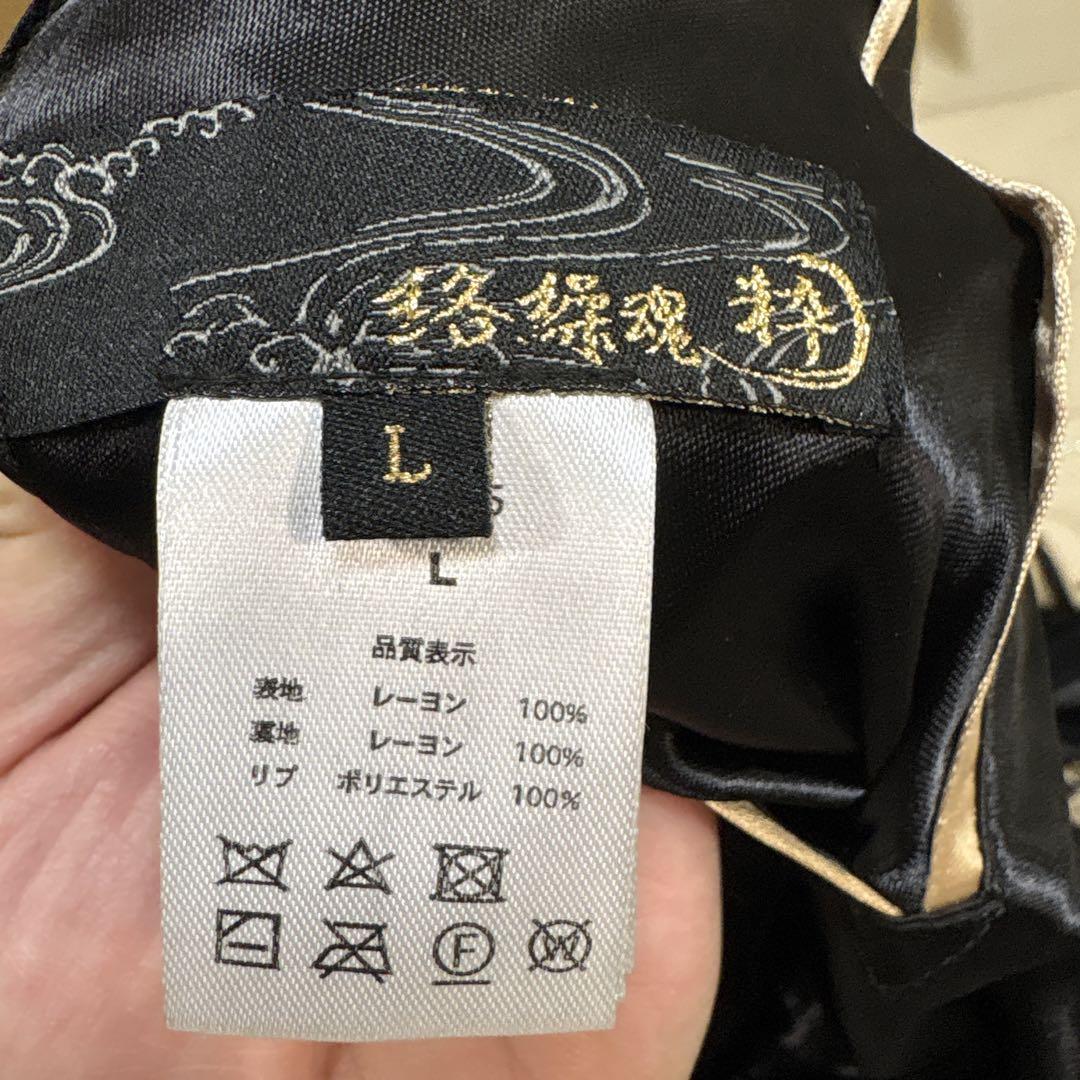 絡繰魂 粋
L
L
品質表示
表地 レーヨン 100%
裏地 レーヨン 100%
リブ ポリエステル 100%
F
W